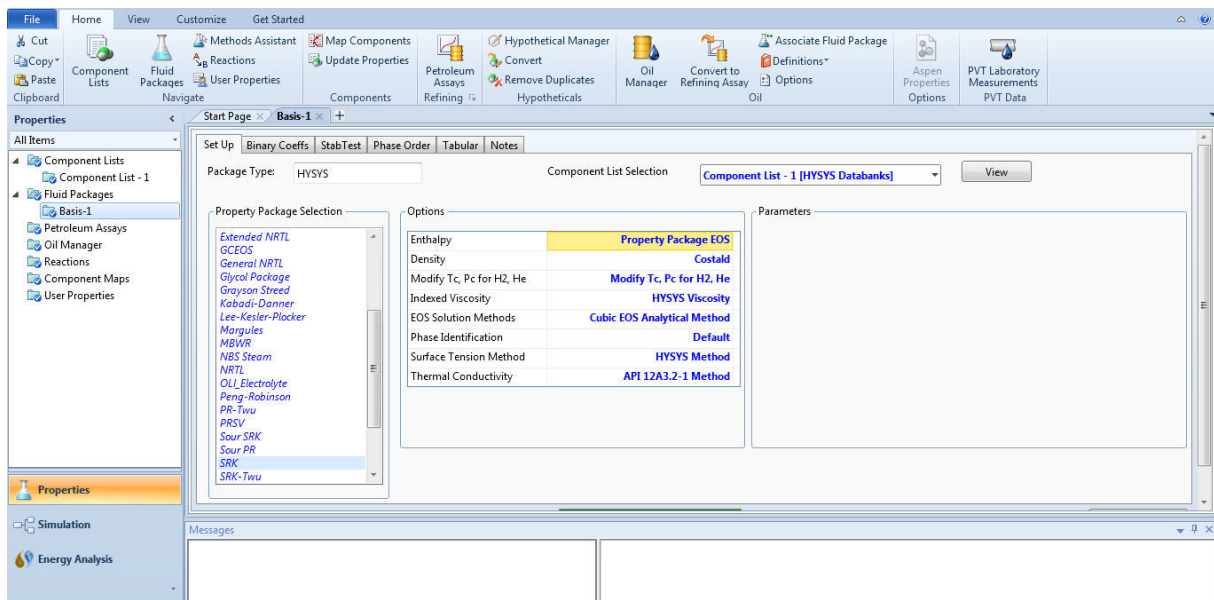 File Home View Customize Get Started
Cut
Copy
Paste
Clipboard
Component Lists
Fluid Packages
Methods Assistant
Reactions
User Properties
Navigate
Map Components
Update Properties
Components
Petroleum Assays
Refining
Hypothetical Manager
Convert
Remove Duplicates
Hypotheticals
Oil Manager
Convert to Refining Assay
Associate Fluid Package
Definitions
Options
Oil
Aspen Properties
Options
PVT Laboratory Measurements
PVT Data
Properties
All Items
Component Lists
Component List - 1
Fluid Packages
Basis-1
Petroleum Assays
Oil Manager
Reactions
Component Maps
User Properties
Properties
Simulation
Energy Analysis
Start Page Basis-1 +
Set Up Binary Coeffs StabTest Phase Order Tabular Notes
Package Type: HYSYS Component List Selection Component List - 1 [HYSYS Databanks] View
Property Package Selection
Extended NRTL
GCEOS
General NRTL
Glycol Package
Grayson Streed
Kabadi-Danner
Lee-Kesler-Plocker
Margules
MBWR
NBS Steam
NRTL
OLI_Electrolyte
Peng-Robinson
PR-Twu
PRSV
Sour SRK
Sour PR
SRK
SRK-Twu
Options
Enthalpy Property Package EOS
Density Costald
Modify Tc, Pc for H2, He Modify Tc, Pc for H2, He
Indexed Viscosity HYSYS Viscosity
EOS Solution Methods Cubic EOS Analytical Method
Phase Identification Default
Surface Tension Method HYSYS Method
Thermal Conductivity API 12A3.2-1 Method
Parameters
Messages